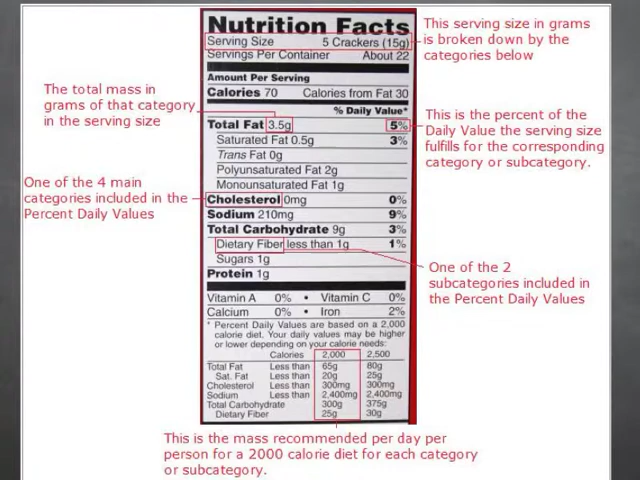 Nutrition Facts
Serving Size 5 Crackers (15g)
Servings Per Container About 22
Amount Per Serving
Calories 70 Calories from Fat 30
% Daily Value*
Total Fat 3.5g 5%
Saturated Fat 0.5g 3%
Trans Fat 0g
Polyunsaturated Fat 2g
Monounsaturated Fat 1g
Cholesterol 0mg 0%
Sodium 210mg 9%
Total Carbohydrate 9g 3%
Dietary Fiber less than 1g 1%
Sugars 1g
Protein 1g
Vitamin A 0% • Vitamin C 0%
Calcium 0% • Iron 2%
* Percent Daily Values are based on a 2,000
calorie diet. Your daily values may be higher
or lower depending on your calorie needs:
Calories 2,000 2,500
Total Fat Less than 65g 80g
Sat. Fat Less than 20g 25g
Cholesterol Less than 300mg 300mg
Sodium Less than 2,400mg 2,400mg
Total Carbohydrate 300g 375g
Dietary Fiber 25g 30g
This serving size in grams
is broken down by the
categories below
The total mass in
grams of that category
in the serving size
This is the percent of the
Daily Value the serving size
fulfills for the corresponding
category or subcategory.
One of the 4 main
categories included in the
Percent Daily Values
One of the 2
subcategories included in
the Percent Daily Values
This is the mass recommended per day per
person for a 2000 calorie diet for each category
or subcategory.